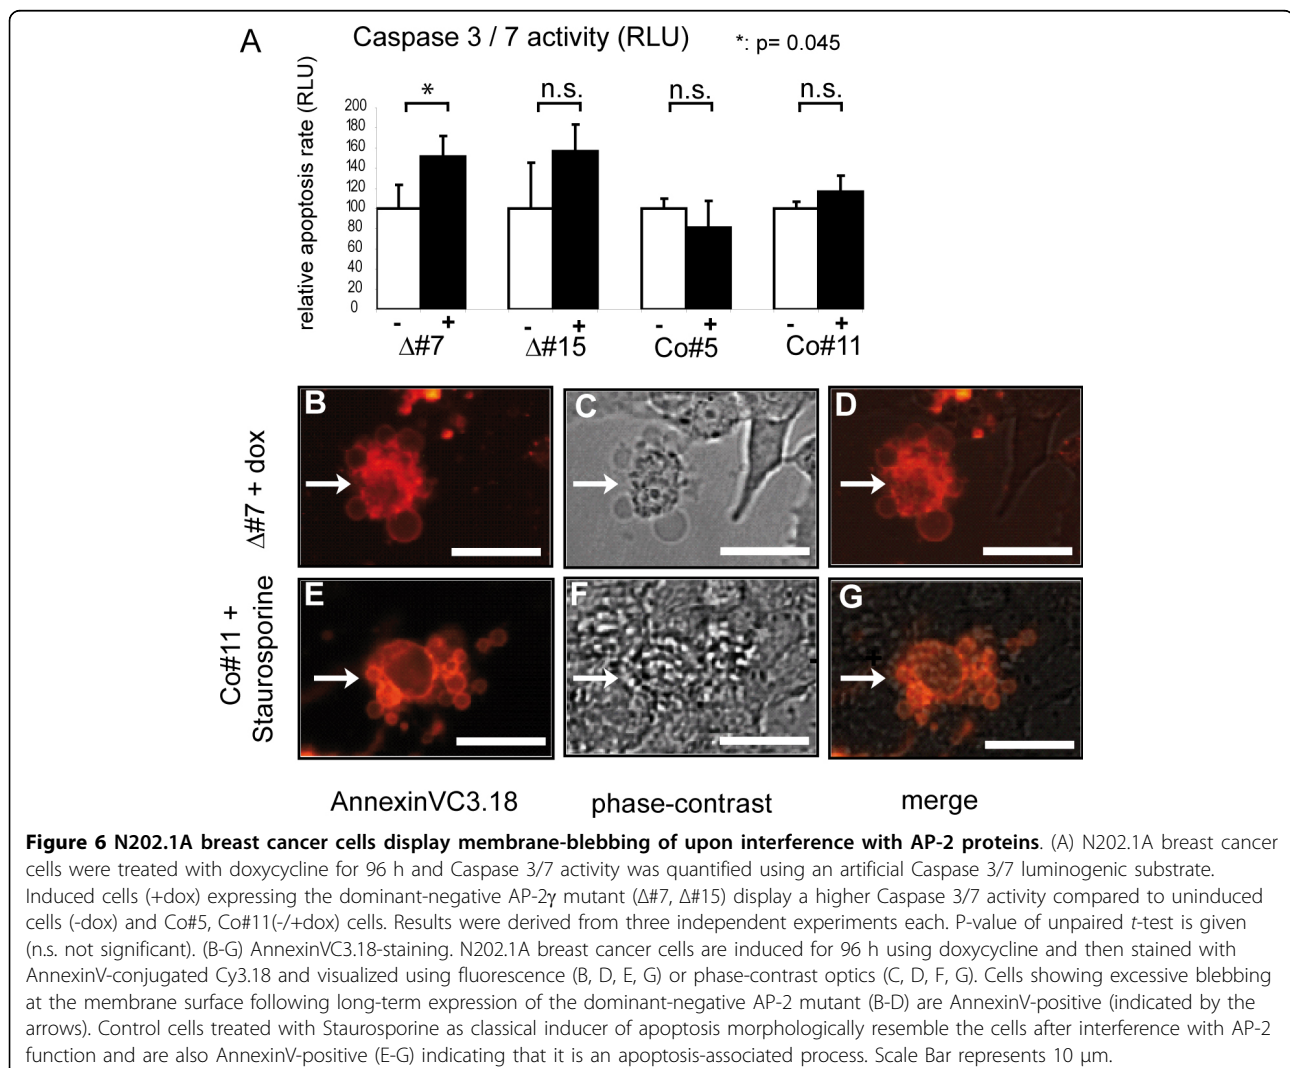 A
Caspase 3 / 7 activity (RLU)
*: p= 0.045
relative apoptosis rate (RLU)
200
180
160
140
120
100
80
60
40
20
0
*
n.s.
n.s.
n.s.
- +
- +
- +
- +
Δ#7
Δ#15
Co#5
Co#11
Δ#7 + dox
B
C
D
Co#11 +
Staurosporine
E
F
G
AnnexinVC3.18
phase-contrast
merge
Figure 6 N202.1A breast cancer cells display membrane-blebbing of upon interference with AP-2 proteins. (A) N202.1A breast cancer
cells were treated with doxycycline for 96 h and Caspase 3/7 activity was quantified using an artificial Caspase 3/7 luminogenic substrate.
Induced cells (+dox) expressing the dominant-negative AP-2γ mutant (Δ#7, Δ#15) display a higher Caspase 3/7 activity compared to uninduced
cells (-dox) and Co#5, Co#11(-/+dox) cells. Results were derived from three independent experiments each. P-value of unpaired t-test is given
(n.s. not significant). (B-G) AnnexinVC3.18-staining. N202.1A breast cancer cells are induced for 96 h using doxycycline and then stained with
AnnexinV-conjugated Cy3.18 and visualized using fluorescence (B, D, E, G) or phase-contrast optics (C, D, F, G). Cells showing excessive blebbing
at the membrane surface following long-term expression of the dominant-negative AP-2 mutant (B-D) are AnnexinV-positive (indicated by the
arrows). Control cells treated with Staurosporine as classical inducer of apoptosis morphologically resemble the cells after interference with AP-2
function and are also AnnexinV-positive (E-G) indicating that it is an apoptosis-associated process. Scale Bar represents 10 μm.